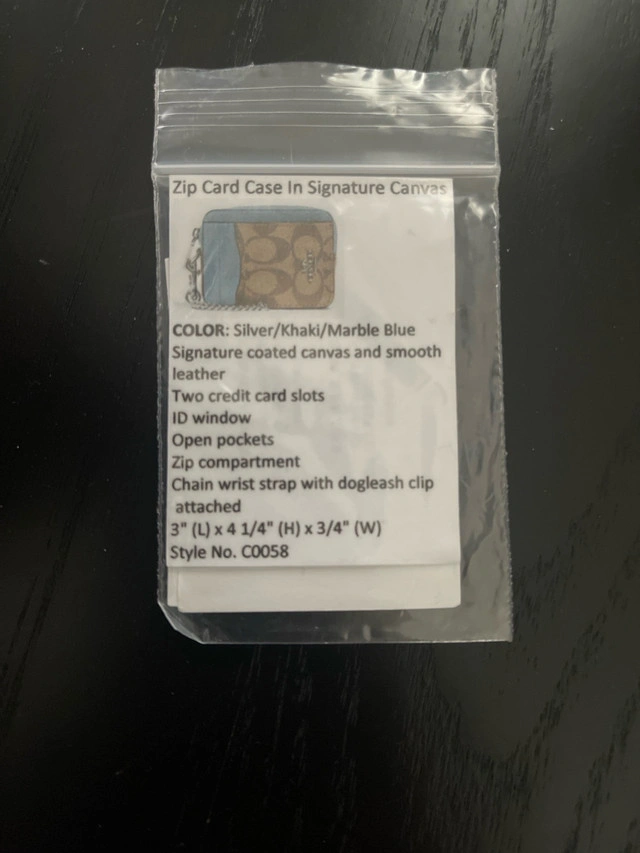 Zip Card Case In Signature Canvas
COLOR: Silver/Khaki/Marble Blue
Signature coated canvas and smooth
leather
Two credit card slots
ID window
Open pockets
Zip compartment
Chain wrist strap with dogleash clip
attached
3" (L) x 4 1/4" (H) x 3/4" (W)
Style No. C0058